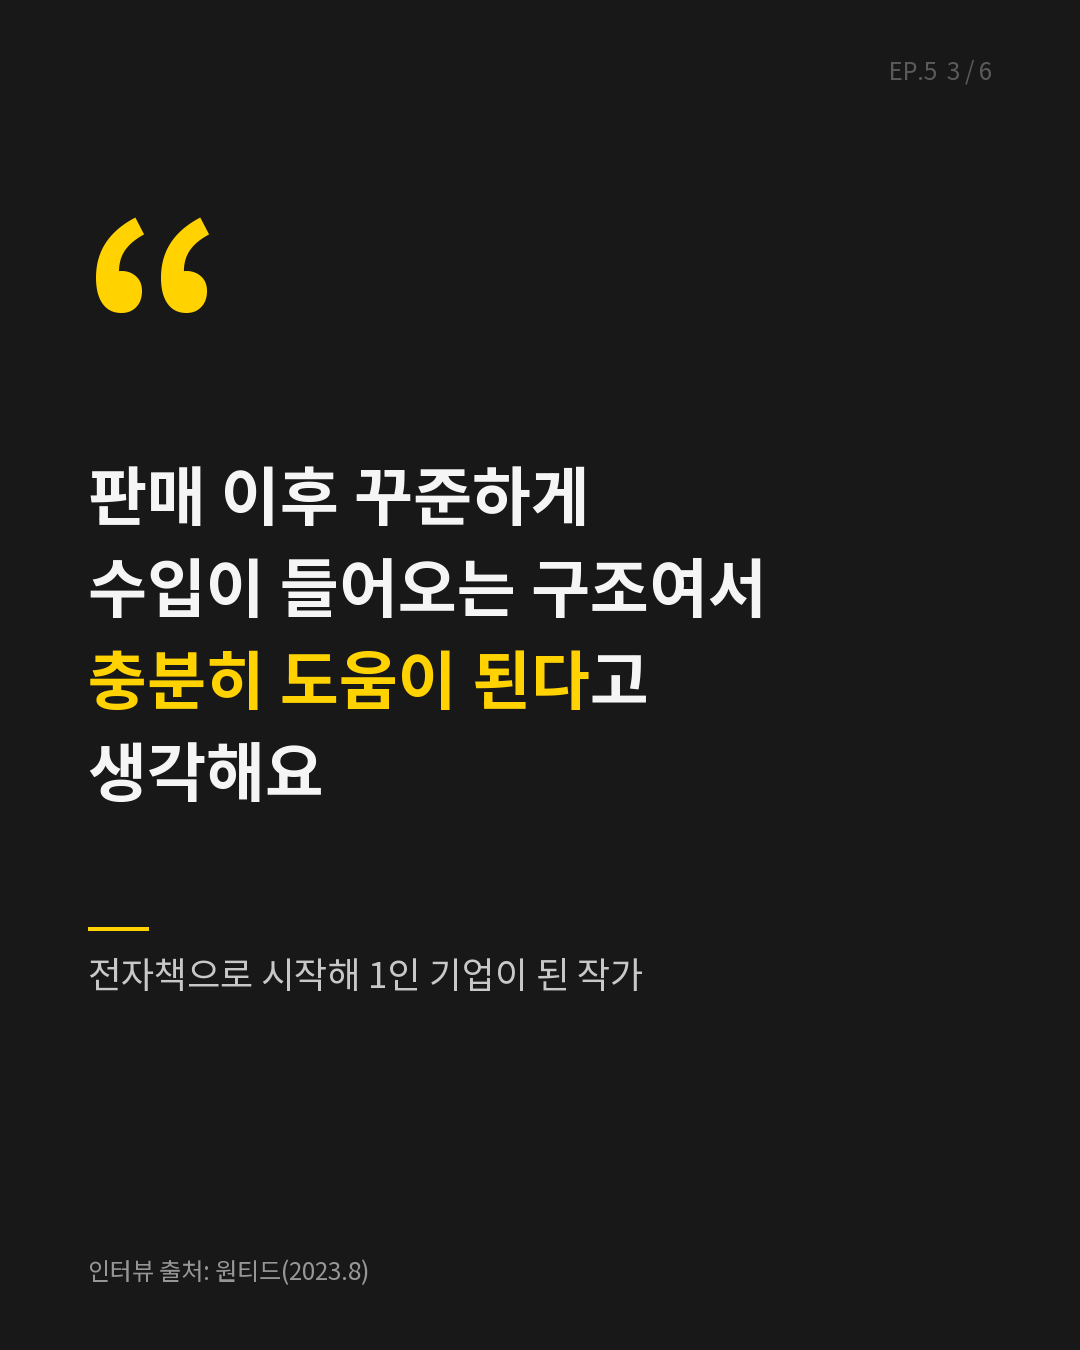 EP.5 3 / 6
“
판매 이후 꾸준하게
수입이 들어오는 구조여서
충분히 도움이 된다고
생각해요
전자책으로 시작해 1인 기업이 된 작가
인터뷰 출처: 원티드(2023.8)